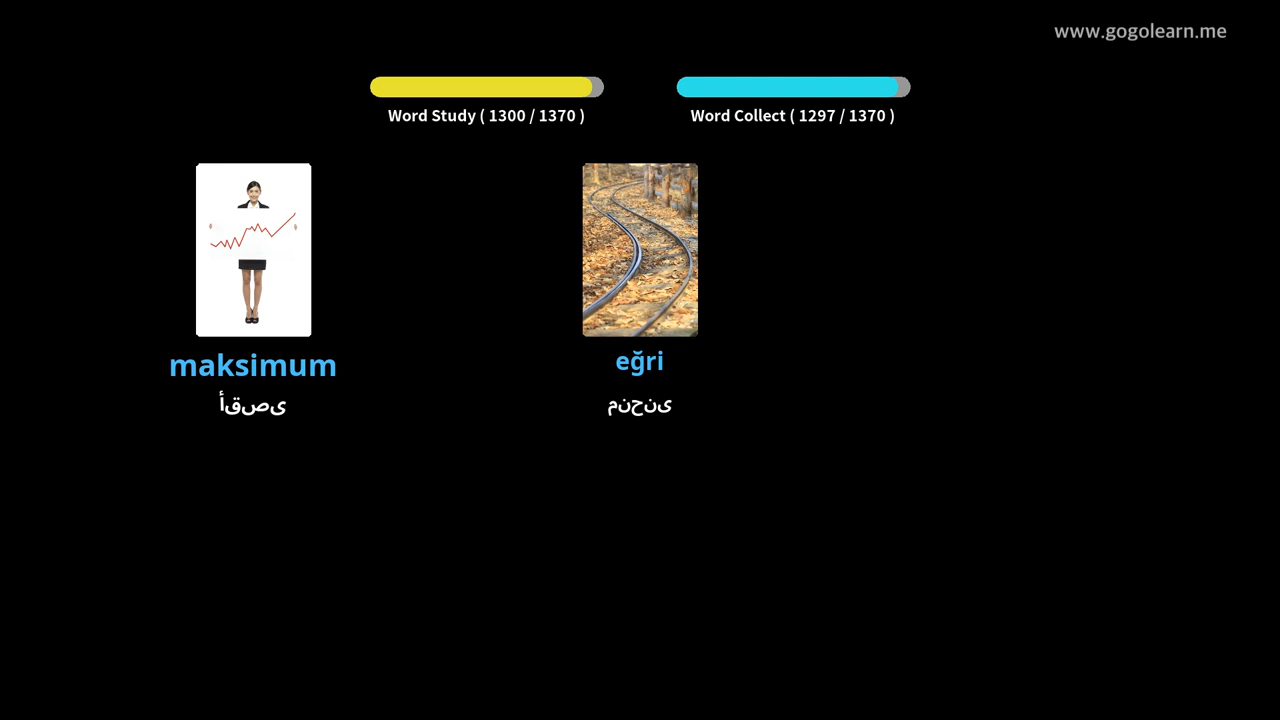 www.gogolearn.me
Word Study ( 1300 / 1370 )
Word Collect ( 1297 / 1370 )
maksimum
أقصى
eğri
منحنى